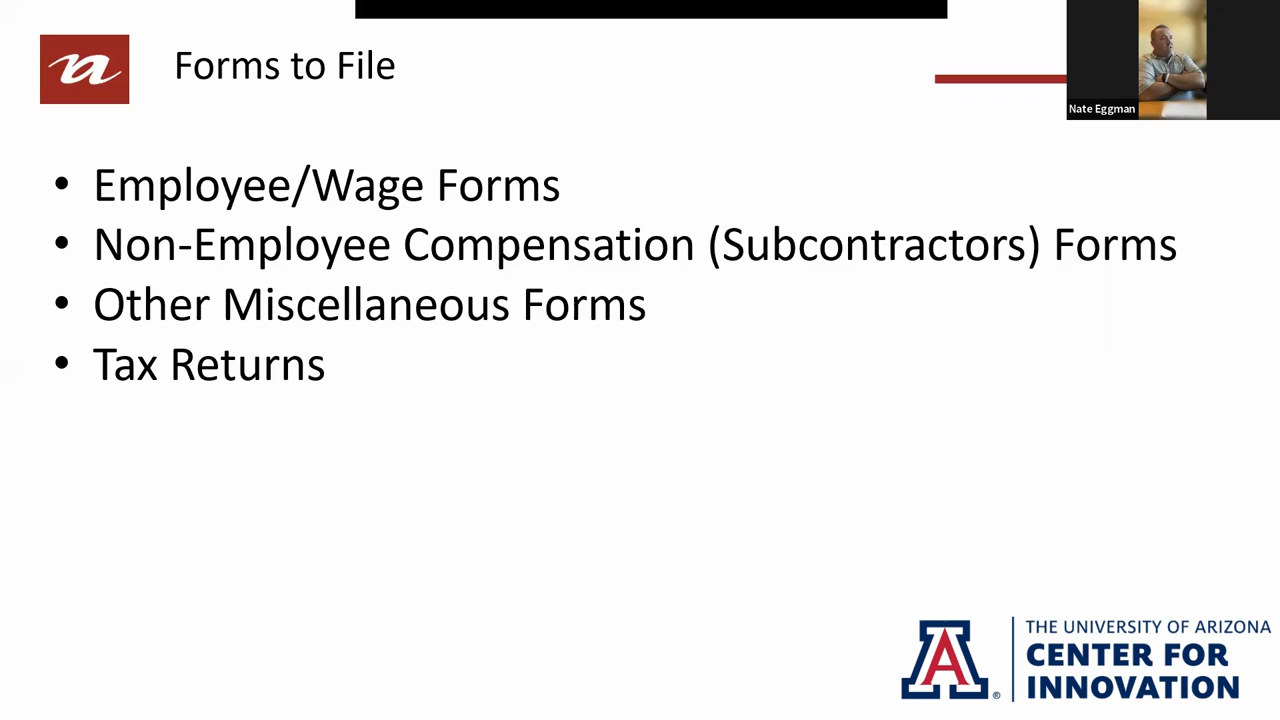 Forms to File
Nate Eggman
• Employee/Wage Forms
• Non-Employee Compensation (Subcontractors) Forms
• Other Miscellaneous Forms
• Tax Returns
A®
THE UNIVERSITY OF ARIZONA
CENTER FOR
INNOVATION